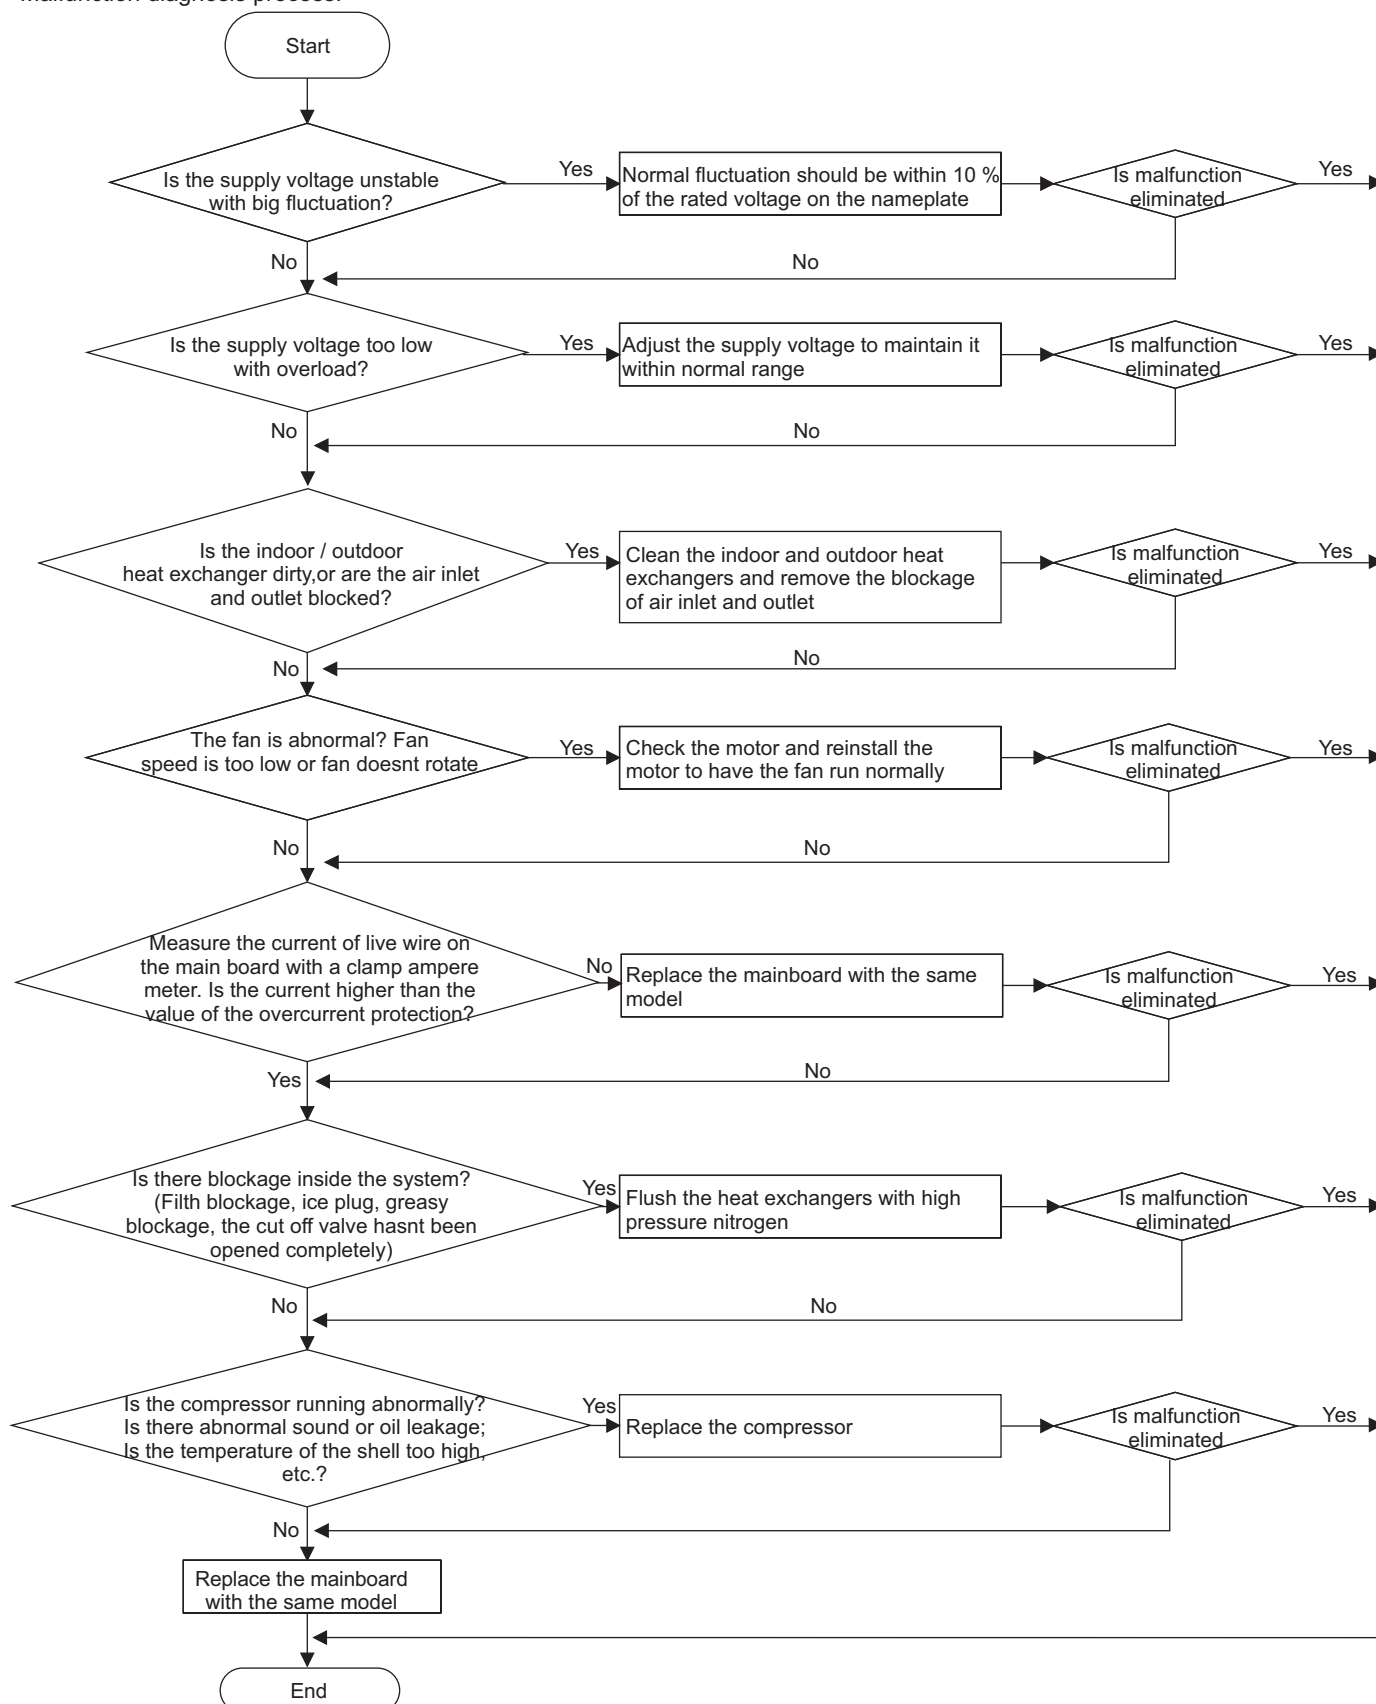 Malfunction diagnosis process:
Start
Is the supply voltage unstable
with big fluctuation?
Yes
Normal fluctuation should be within 10 %
of the rated voltage on the nameplate
Is malfunction
eliminated
Yes
No
No
Is the supply voltage too low
with overload?
Yes
Adjust the supply voltage to maintain it
within normal range
Is malfunction
eliminated
Yes
No
No
Is the indoor / outdoor
heat exchanger dirty,or are the air inlet
and outlet blocked?
Yes
Clean the indoor and outdoor heat
exchangers and remove the blockage
of air inlet and outlet
Is malfunction
eliminated
Yes
No
No
The fan is abnormal? Fan
speed is too low or fan doesnt rotate
Yes
Check the motor and reinstall the
motor to have the fan run normally
Is malfunction
eliminated
Yes
No
No
Measure the current of live wire on
the main board with a clamp ampere
meter. Is the current higher than the
value of the overcurrent protection?
No
Replace the mainboard with the same
model
Is malfunction
eliminated
Yes
Yes
No
Is there blockage inside the system?
(Filth blockage, ice plug, greasy
blockage, the cut off valve hasnt been
opened completely)
Yes
Flush the heat exchangers with high
pressure nitrogen
Is malfunction
eliminated
Yes
No
No
Is the compressor running abnormally?
Is there abnormal sound or oil leakage;
Is the temperature of the shell too high,
etc.?
Yes
Replace the compressor
Is malfunction
eliminated
Yes
No
Replace the mainboard
with the same model
End